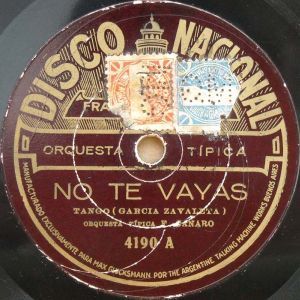 DISCO NACIONAL
FRA
ORQUESTA TÍPICA
NO TE VAYAS
TANGO (GARCIA ZAVALETA)
ORQUESTA TÍPICA F. CANARO
4190 A
MANUFACTURADO EXCLUSIVAMENTE PARA MAX GLÜCKSMANN, POR THE ARGENTINE TALKING MACHINE WORKS BUENOS AIRES